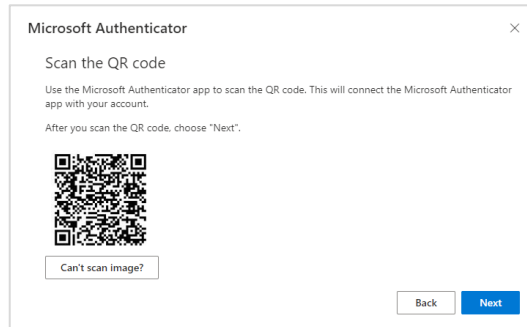 Microsoft Authenticator
Scan the QR code
Use the Microsoft Authenticator app to scan the QR code. This will connect the Microsoft Authenticator
app with your account.
After you scan the QR code, choose "Next".
Can't scan image?
Back
Next